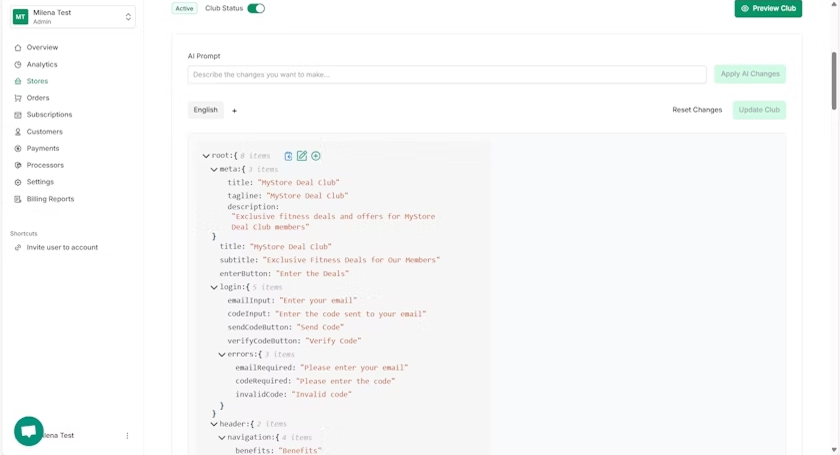 MT
Milena Test
Admin
Active
Club Status
Preview Club
Overview
Analytics
Stores
Orders
Subscriptions
Customers
Payments
Processors
Settings
Billing Reports
Shortcuts
Invite user to account
AI Prompt
Describe the changes you want to make...
Apply AI Changes
English
+
Reset Changes
Update Club
root:{ 8 items
meta:{ 3 items
title: "MyStore Deal Club"
tagline: "MyStore Deal Club"
description:
"Exclusive fitness deals and offers for MyStore
Deal Club members"
}
title: "MyStore Deal Club"
subtitle: "Exclusive Fitness Deals for Our Members"
enterButton: "Enter the Deals"
login:{ 5 items
emailInput: "Enter your email"
codeInput: "Enter the code sent to your email"
sendCodeButton: "Send Code"
verifyCodeButton: "Verify Code"
errors:{ 3 items
emailRequired: "Please enter your email"
codeRequired: "Please enter the code"
invalidCode: "Invalid code"
}
}
header:{ 2 items
navigation:{ 4 items
benefits: "Benefits"
Test